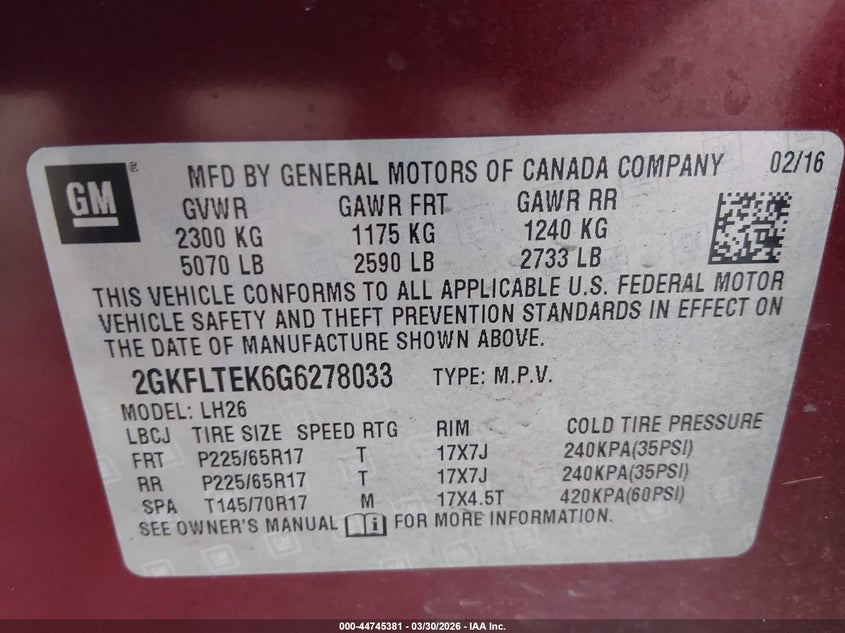 GM
®
MFD BY GENERAL MOTORS OF CANADA COMPANY 02/16
GVWR GAWR FRT GAWR RR
2300 KG 1175 KG 1240 KG
5070 LB 2590 LB 2733 LB
THIS VEHICLE CONFORMS TO ALL APPLICABLE U.S. FEDERAL MOTOR
VEHICLE SAFETY AND THEFT PREVENTION STANDARDS IN EFFECT ON
THE DATE OF MANUFACTURE SHOWN ABOVE.
2GKFLTEK6G6278033 TYPE: M.P.V.
MODEL: LH26
LBCJ TIRE SIZE SPEED RTG RIM COLD TIRE PRESSURE
FRT P225/65R17 T 17X7J 240KPA(35PSI)
RR P225/65R17 T 17X7J 240KPA(35PSI)
SPA T145/70R17 M 17X4.5T 420KPA(60PSI)
SEE OWNER'S MANUAL i FOR MORE INFORMATION.
000-44745381 - 03/30/2026 - IAA Inc.